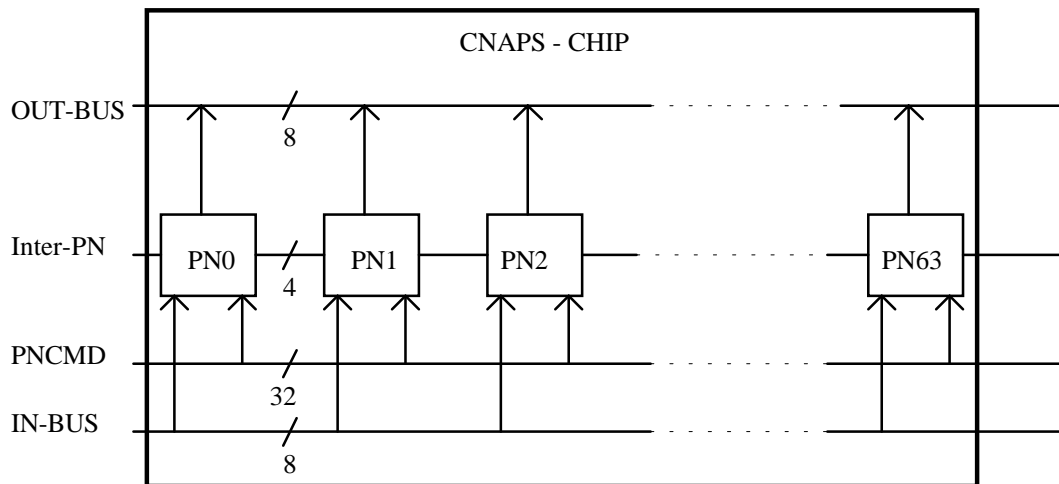 CNAPS - CHIP
OUT-BUS
8
Inter-PN
PN0
4
PN1
PN2
PN63
PNCMD
32
IN-BUS
8